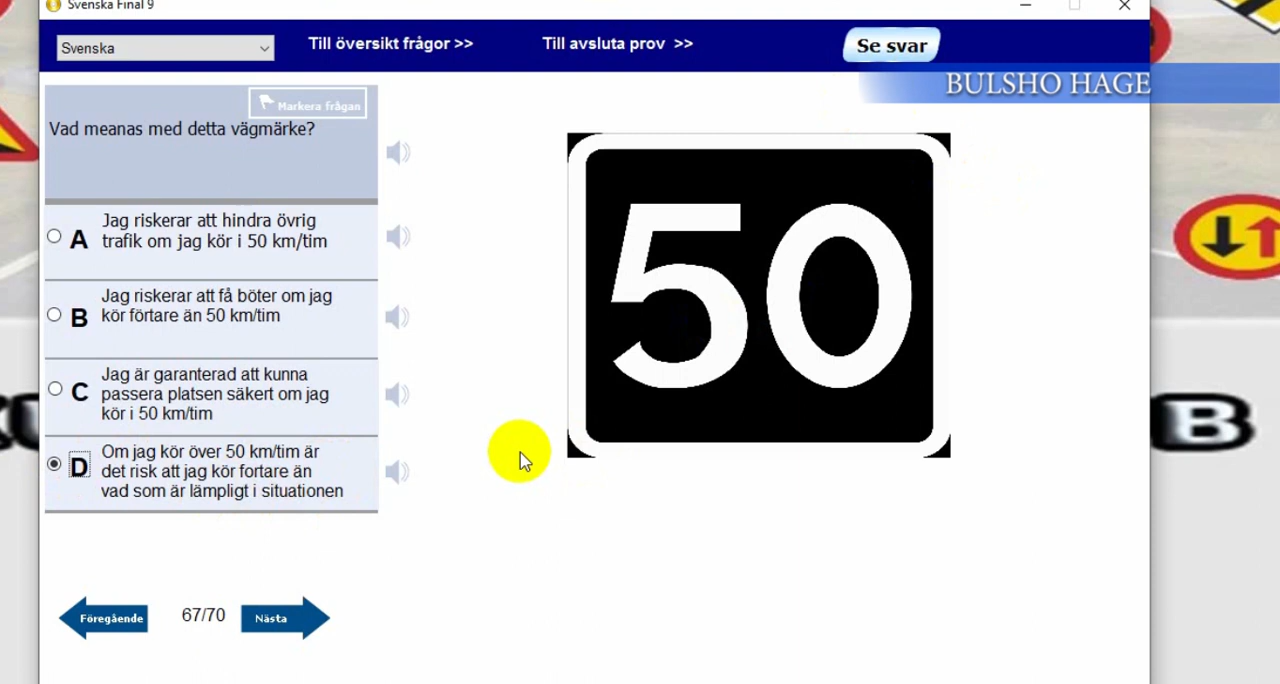 Svenska Final 9
Svenska
Till översikt frågor >>
Till avsluta prov >>
Se svar
BULSHO HAGE
Markera frågan
Vad meanas med detta vägmärke?
A
Jag riskerar att hindra övrig
trafik om jag kör i 50 km/tim
B
Jag riskerar att få böter om jag
kör förtare än 50 km/tim
C
Jag är garanterad att kunna
passera platsen säkert om jag
kör i 50 km/tim
D
Om jag kör över 50 km/tim är
det risk att jag kör fortare än
vad som är lämpligt i situationen
50
Föregående
67/70
Nästa
B